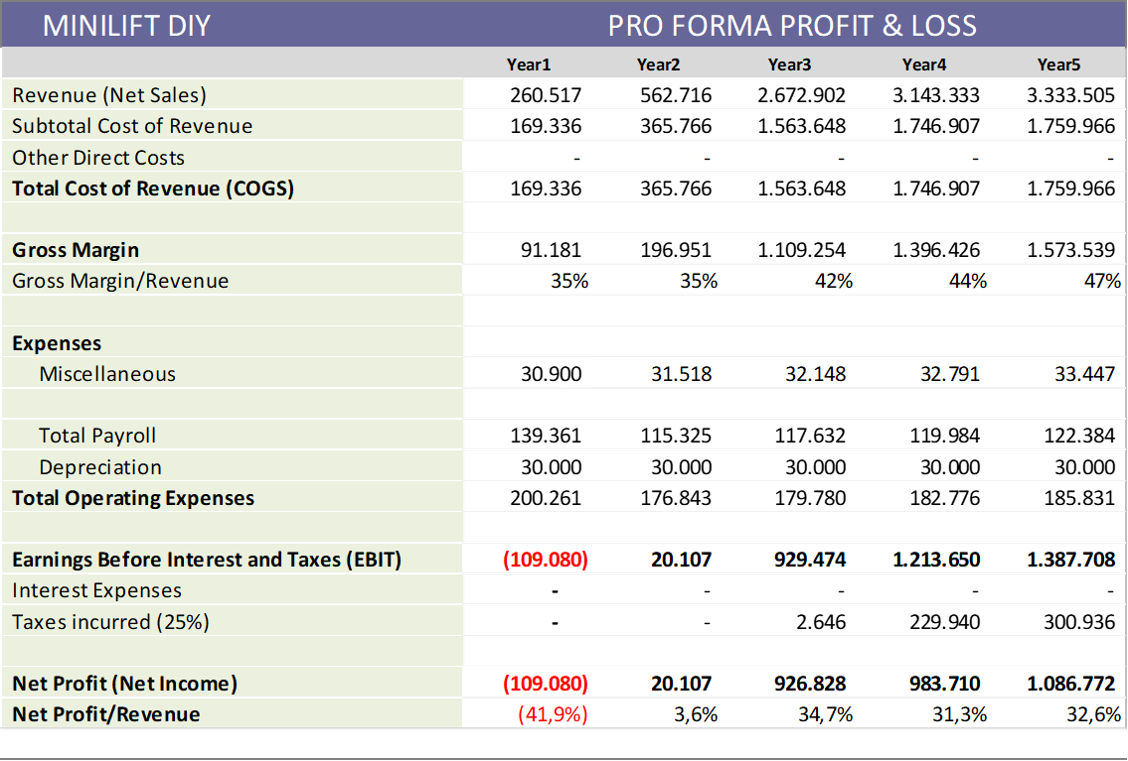 MINILIFT DIY PRO FORMA PROFIT & LOSS
Year1 Year2 Year3 Year4 Year5
Revenue (Net Sales) 260.517 562.716 2.672.902 3.143.333 3.333.505
Subtotal Cost of Revenue 169.336 365.766 1.563.648 1.746.907 1.759.966
Other Direct Costs - - - - -
Total Cost of Revenue (COGS) 169.336 365.766 1.563.648 1.746.907 1.759.966
Gross Margin 91.181 196.951 1.109.254 1.396.426 1.573.539
Gross Margin/Revenue 35% 35% 42% 44% 47%
Expenses
Miscellaneous 30.900 31.518 32.148 32.791 33.447
Total Payroll 139.361 115.325 117.632 119.984 122.384
Depreciation 30.000 30.000 30.000 30.000 30.000
Total Operating Expenses 200.261 176.843 179.780 182.776 185.831
Earnings Before Interest and Taxes (EBIT) (109.080) 20.107 929.474 1.213.650 1.387.708
Interest Expenses - - - - -
Taxes incurred (25%) - - 2.646 229.940 300.936
Net Profit (Net Income) (109.080) 20.107 926.828 983.710 1.086.772
Net Profit/Revenue (41,9%) 3,6% 34,7% 31,3% 32,6%